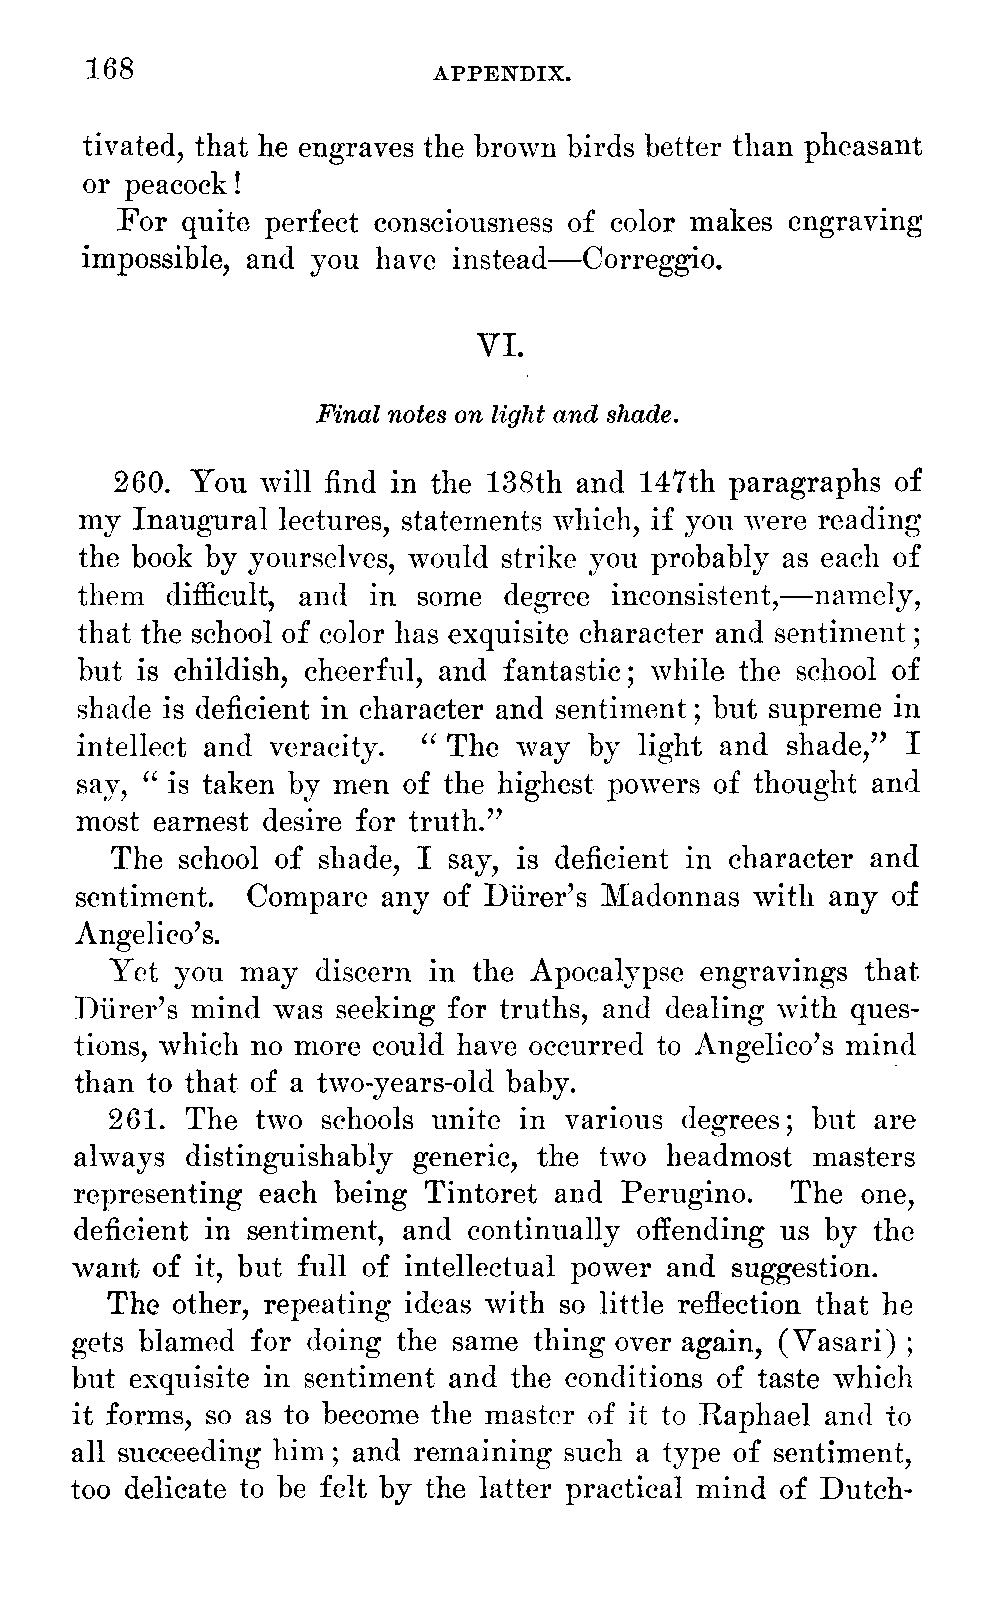 168 APPENDIX.
tivated, that he engraves the brown birds better than pheasant
or peacock!
For quite perfect consciousness of color makes engraving
impossible, and you have instead—Correggio.
VI.
Final notes on light and shade.
260. You will find in the 138th and 147th paragraphs of
my Inaugural lectures, statements which, if you were reading
the book by yourselves, would strike you probably as each of
them difficult, and in some degree inconsistent,—namely,
that the school of color has exquisite character and sentiment;
but is childish, cheerful, and fantastic; while the school of
shade is deficient in character and sentiment; but supreme in
intellect and veracity. “The way by light and shade,” I
say, “is taken by men of the highest powers of thought and
most earnest desire for truth.”
The school of shade, I say, is deficient in character and
sentiment. Compare any of Dürer’s Madonnas with any of
Angelico’s.
Yet you may discern in the Apocalypse engravings that
Dürer’s mind was seeking for truths, and dealing with ques-
tions, which no more could have occurred to Angelico’s mind
than to that of a two-years-old baby.
261. The two schools unite in various degrees; but are
always distinguishably generic, the two headmost masters
representing each being Tintoret and Perugino. The one,
deficient in sentiment, and continually offending us by the
want of it, but full of intellectual power and suggestion.
The other, repeating ideas with so little reflection that he
gets blamed for doing the same thing over again, (Vasari);
but exquisite in sentiment and the conditions of taste which
it forms, so as to become the master of it to Raphael and to
all succeeding him; and remaining such a type of sentiment,
too delicate to be felt by the latter practical mind of Dutch-